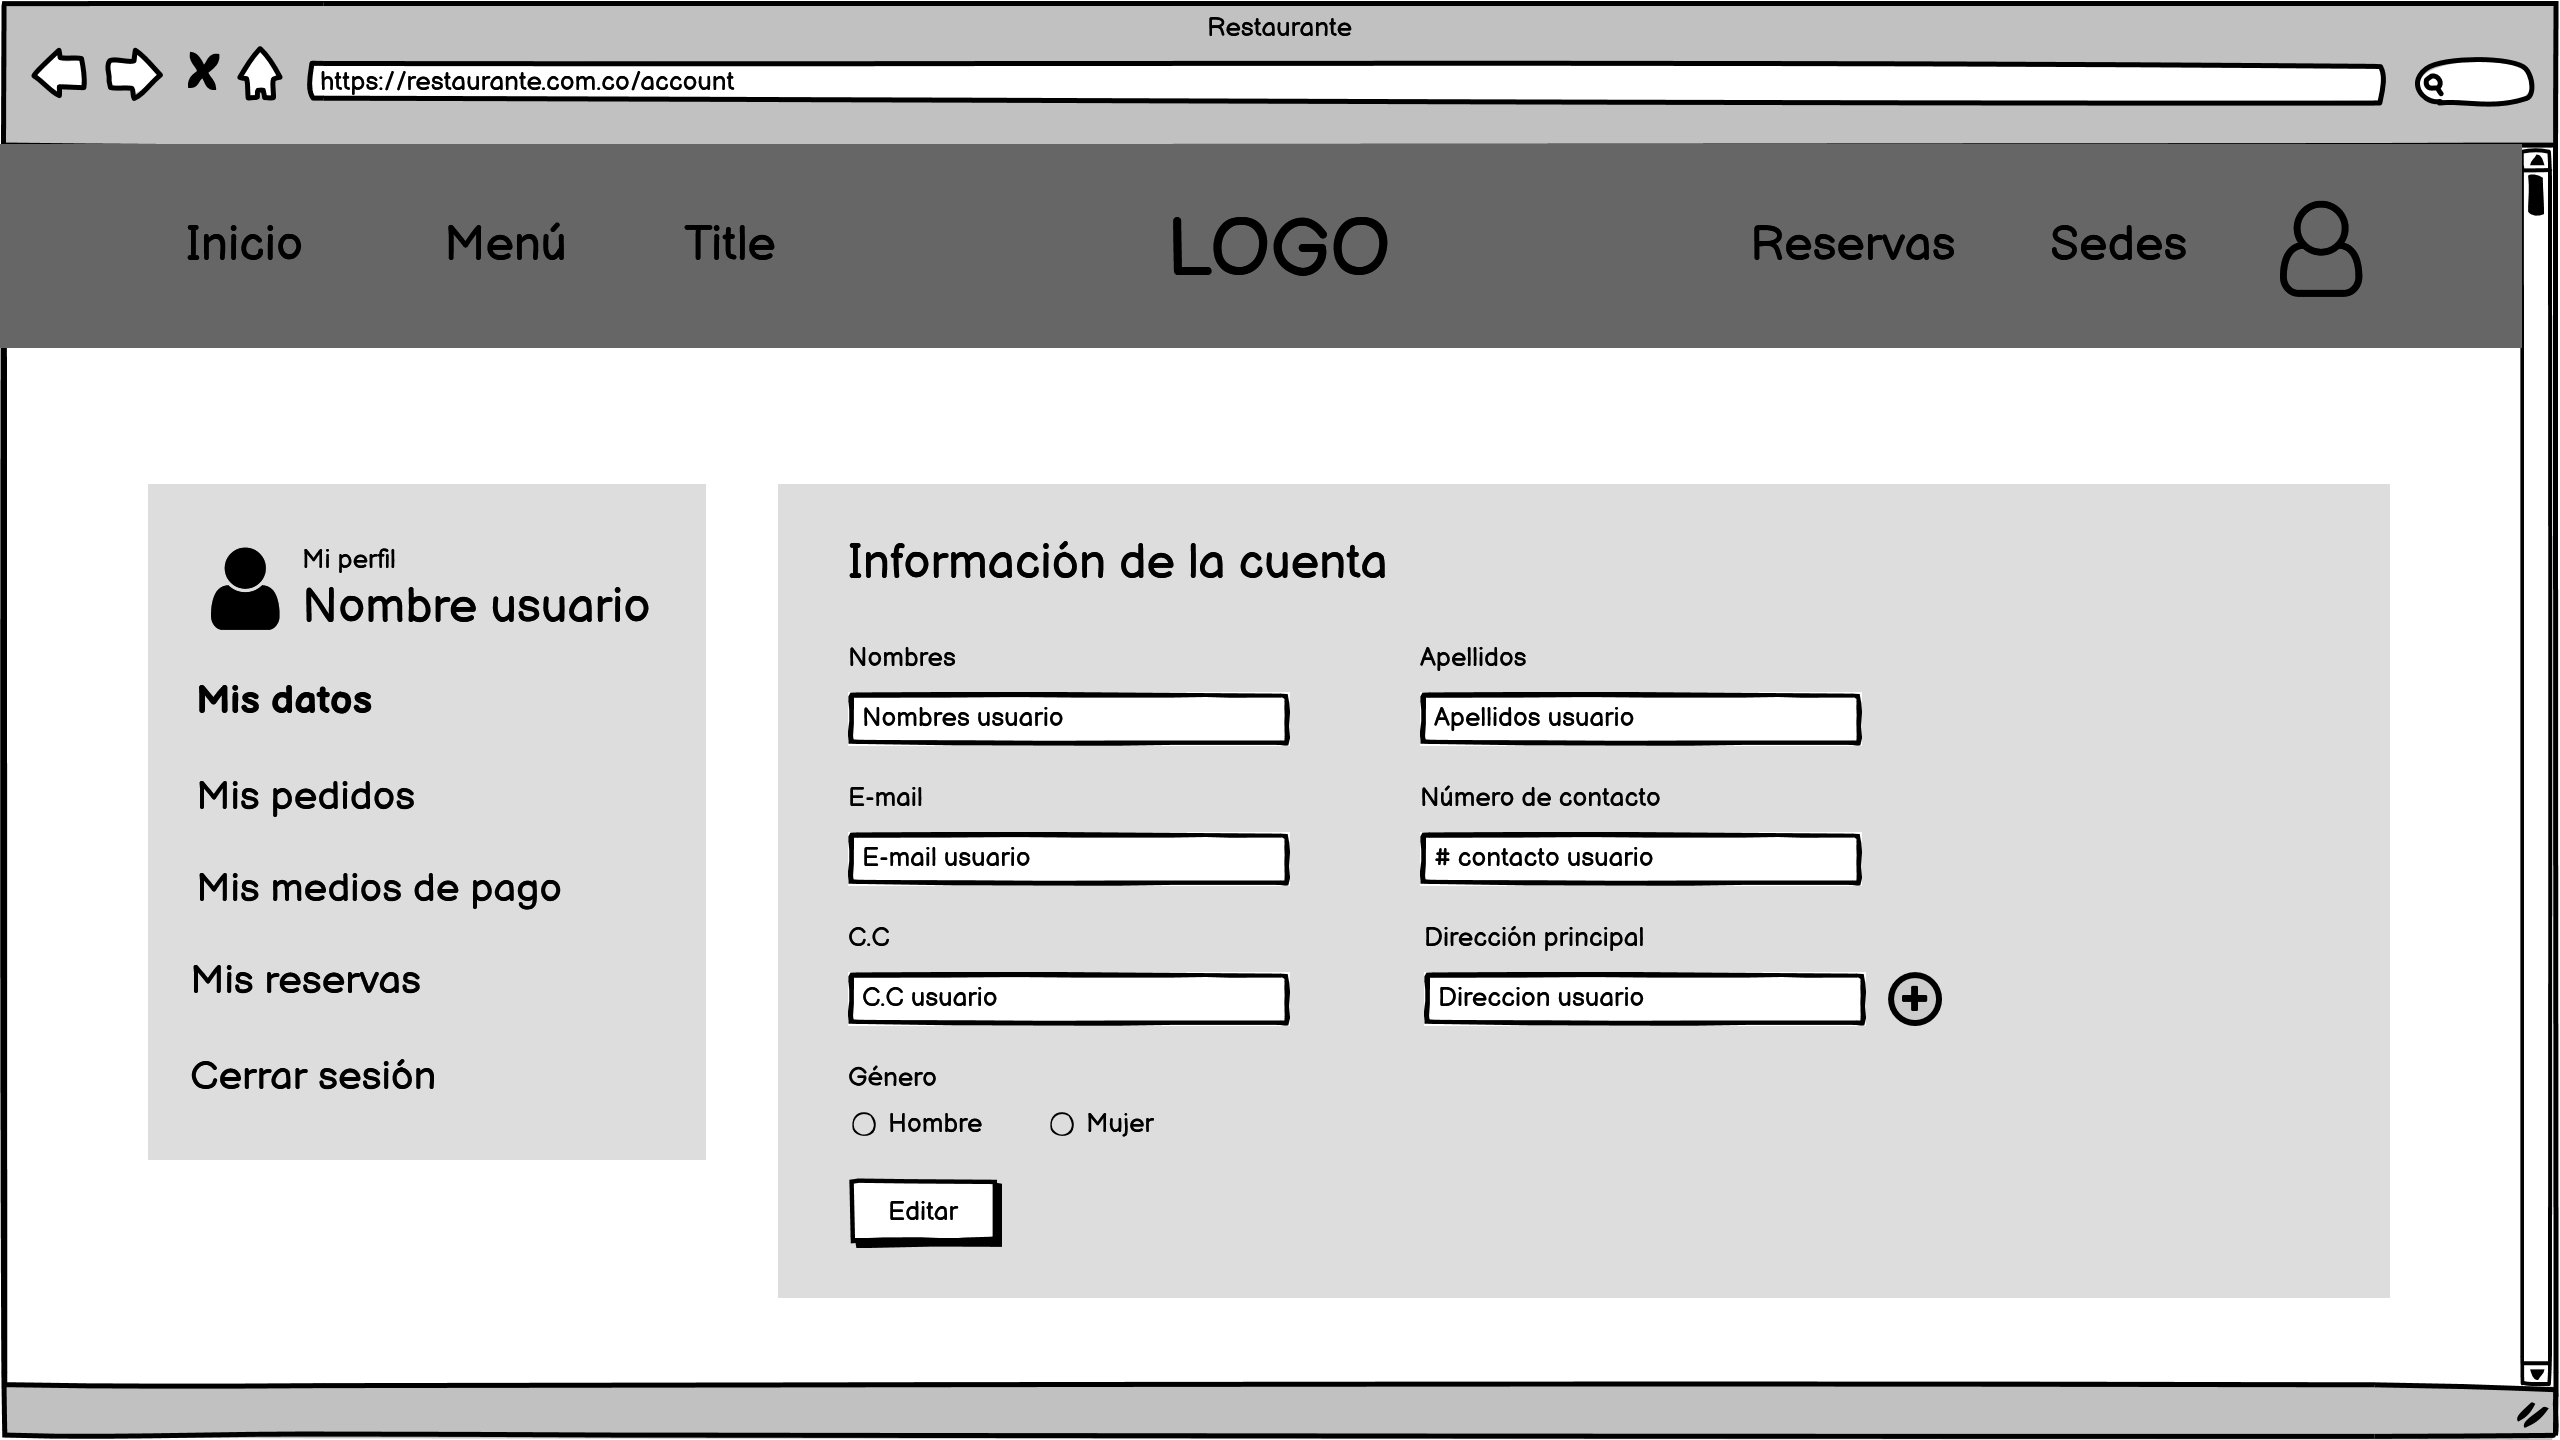 Restaurante
https://restaurante.com.co/account
Inicio
Menú
Title
LOGO
Reservas
Sedes
Mi perfil
Nombre usuario
Mis datos
Mis pedidos
Mis medios de pago
Mis reservas
Cerrar sesión
Información de la cuenta
Nombres
Apellidos
Nombres usuario
Apellidos usuario
E-mail
Número de contacto
E-mail usuario
# contacto usuario
C.C
Dirección principal
C.C usuario
Direccion usuario
Género
Hombre
Mujer
Editar